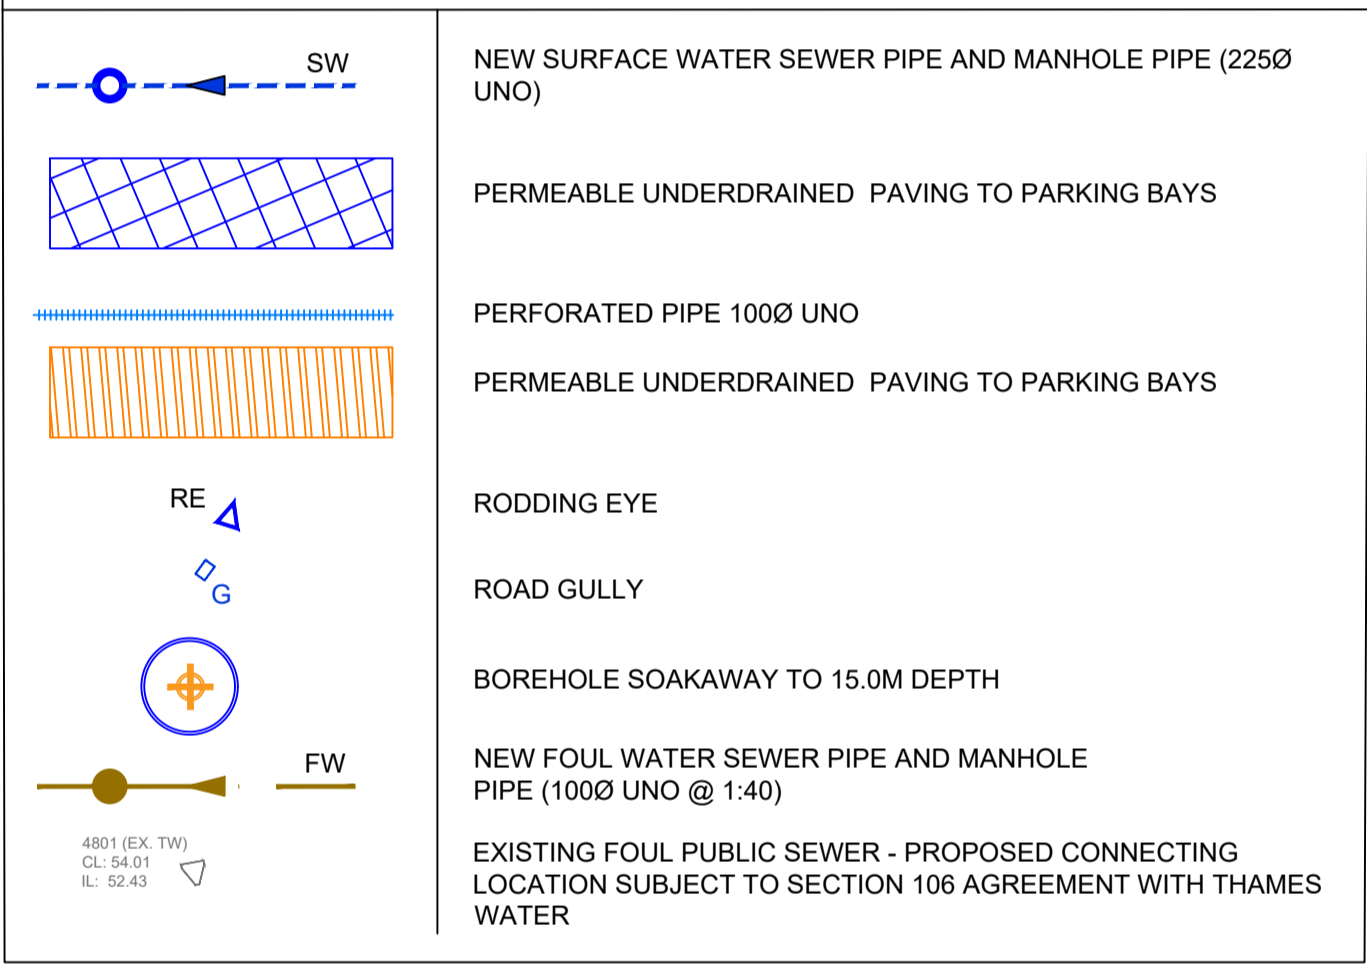 SW
NEW SURFACE WATER SEWER PIPE AND MANHOLE PIPE (225Ø
UNO)
PERMEABLE UNDERDRAINED PAVING TO PARKING BAYS
PERFORATED PIPE 100Ø UNO
PERMEABLE UNDERDRAINED PAVING TO PARKING BAYS
RE
RODDING EYE
G
ROAD GULLY
BOREHOLE SOAKAWAY TO 15.0M DEPTH
FW
NEW FOUL WATER SEWER PIPE AND MANHOLE
PIPE (100Ø UNO @ 1:40)
4801 (EX. TW)
CL: 54.01
IL: 52.43
EXISTING FOUL PUBLIC SEWER - PROPOSED CONNECTING
LOCATION SUBJECT TO SECTION 106 AGREEMENT WITH THAMES
WATER